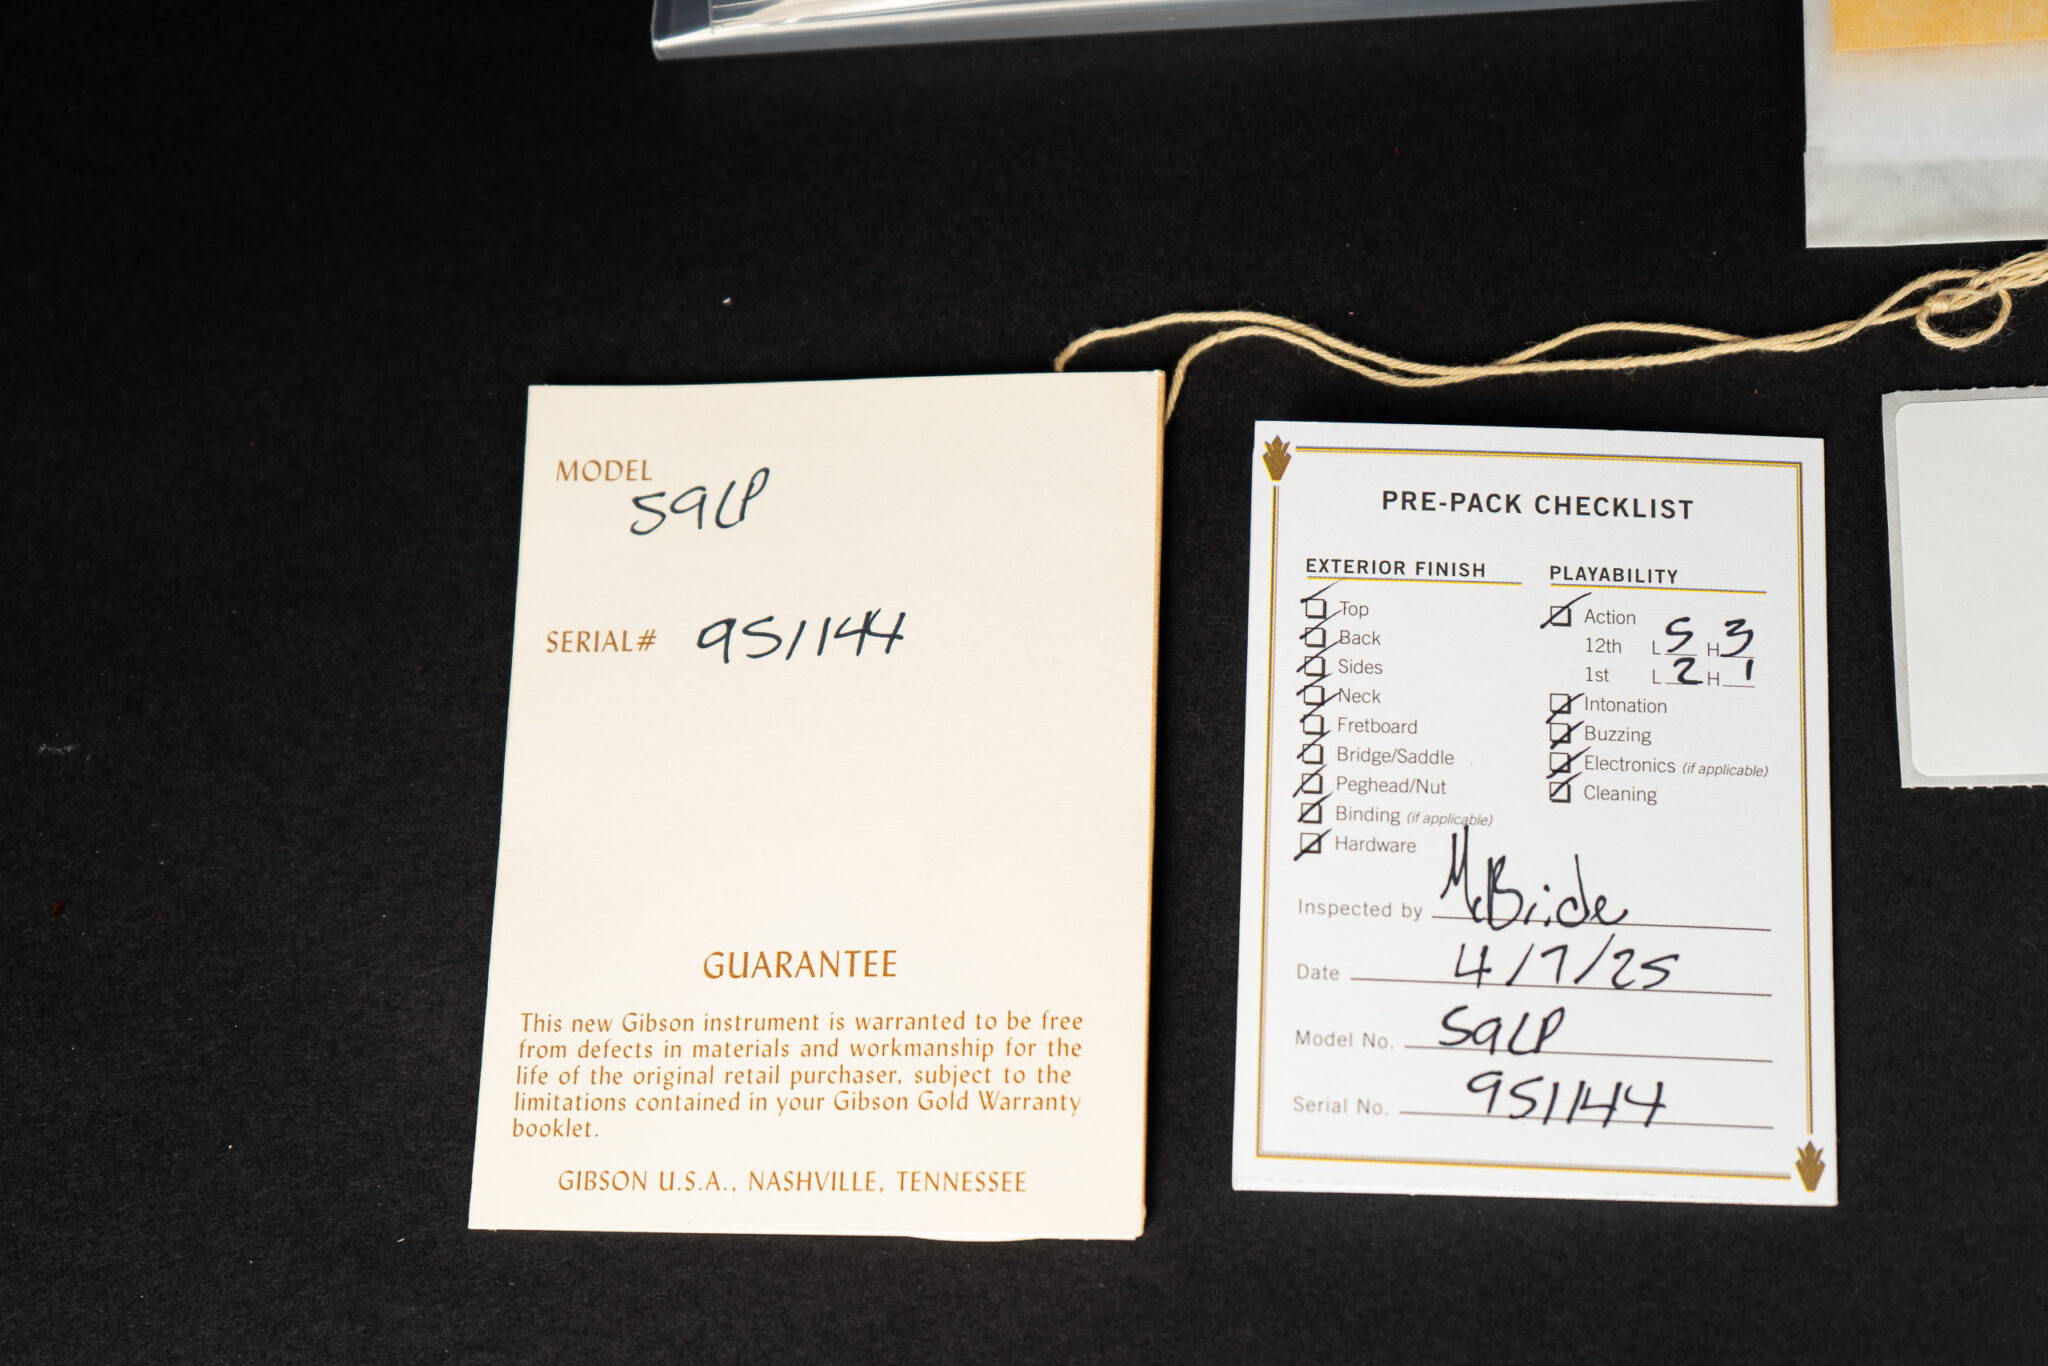 MODEL
59LP
SERIAL# 951144
GUARANTEE
This new Gibson instrument is warranted to be free
from defects in materials and workmanship for the
life of the original retail purchaser, subject to the
limitations contained in your Gibson Gold Warranty
booklet.
GIBSON U.S.A., NASHVILLE, TENNESSEE
PRE-PACK CHECKLIST
EXTERIOR FINISH
Top
Back
Sides
Neck
Fretboard
Bridge/Saddle
Peghead/Nut
Binding (if applicable)
Hardware
PLAYABILITY
Action
12th L 5 H 3
1st L 2 H 1
Intonation
Buzzing
Electronics (if applicable)
Cleaning
Inspected by McBride
Date 4/7/25
Model No. 59LP
Serial No. 951144